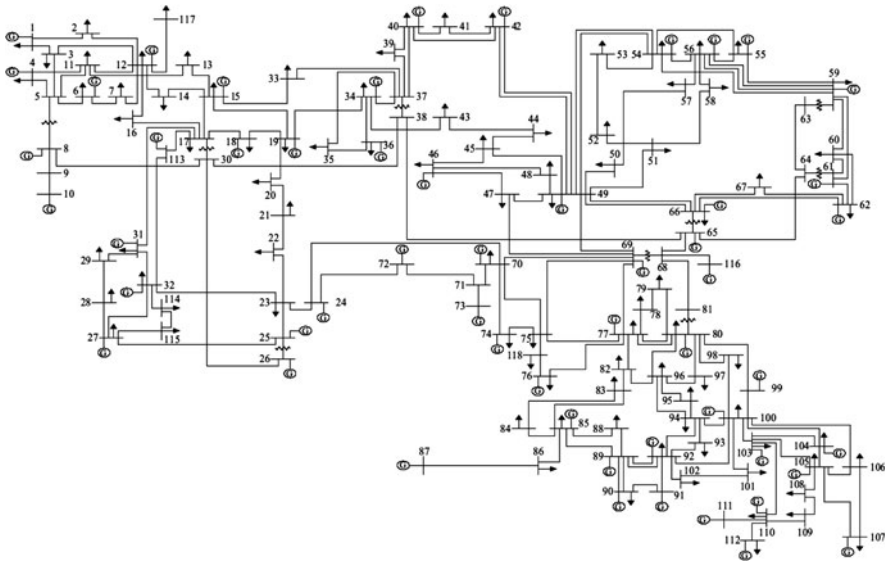 G 1 2 117 G 40 41 G 42 G G
3 11 12 G 13 39 53 54 56 55
G 4 33 59 G
5 6 G 7 14 15 G 34 G 37 57 58 63
16 38 43 44 52
G 8 G 113 17 18 G 19 G 36 G 45 50 51 64 60
30 35 46 G 48 G 61
9 20 47 G 49 67 G 62
10 G 21 66 G
31 G 22 65 G
29 32 G 72 G 70 G 69 G 68 116
28 114 23 24 G 71 79 81
27 G 115 25 G 73 G 74 G 75 77 G 78 80 G
26 G 118 76 G 82 96 97 98 G 99
83 95 100
84 85 G 88 94 G 103 104 G
G 87 86 89 G G 92 93 102 101 G 105 G 106
90 G 91 G 108
G 111 G 110 109
112 G 107 G